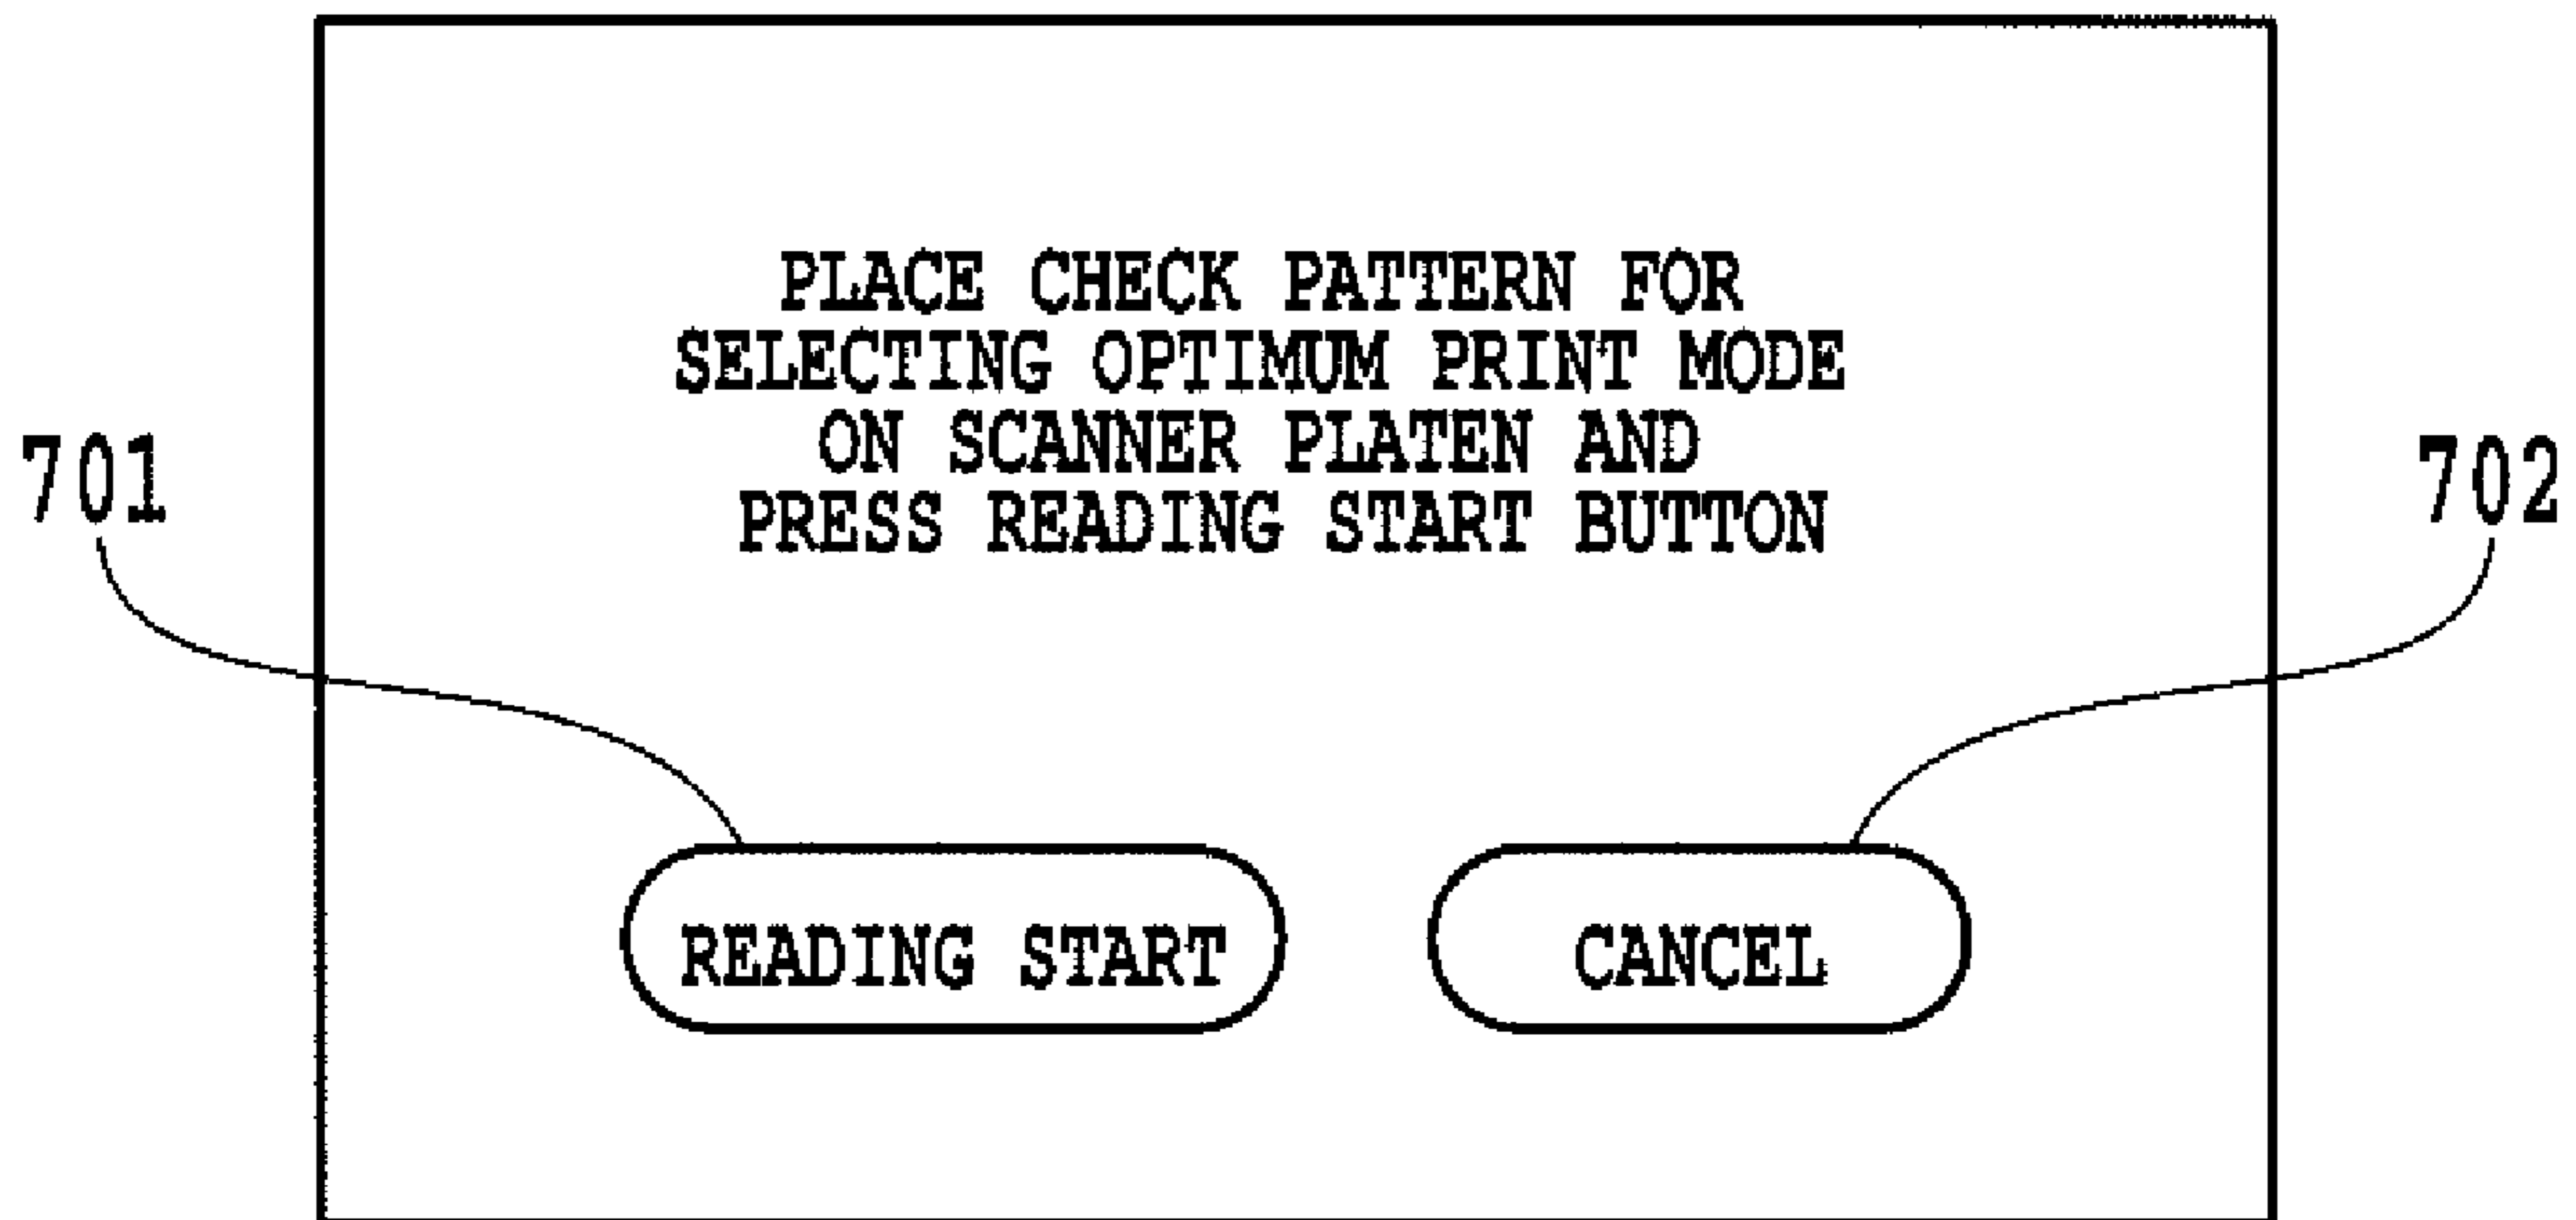 PLACE CHECK PATTERN FOR
SELECTING OPTIMUM PRINT MODE
ON SCANNER PLATEN AND
PRESS READING START BUTTON
701
702
READING START
CANCEL